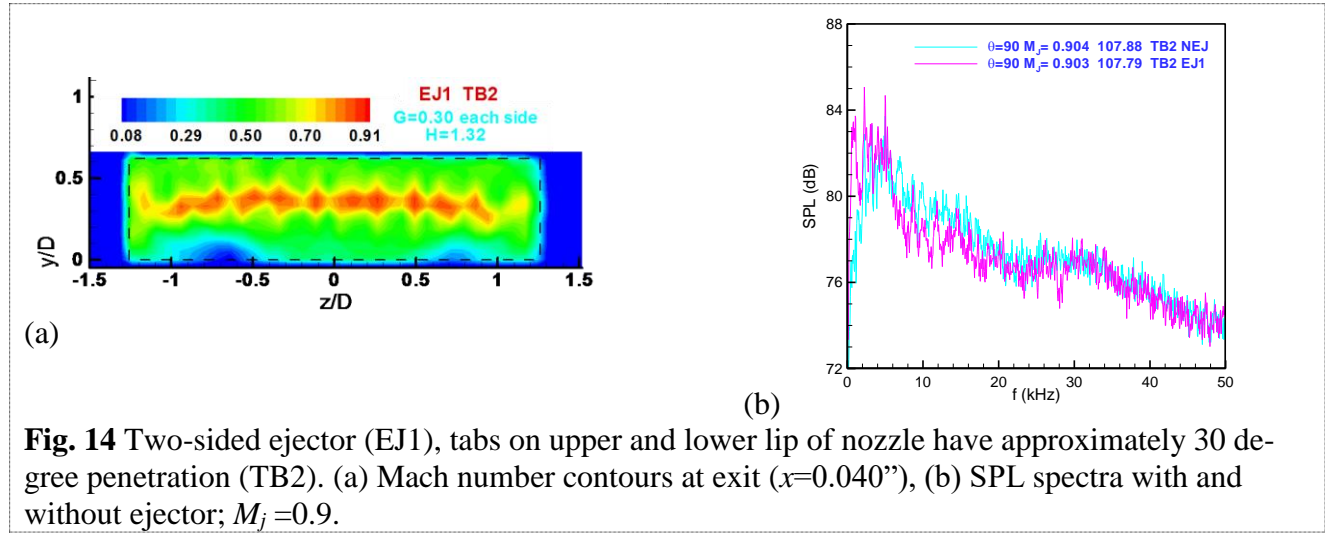 1
0.5
0
y/D
0.08 0.29 0.50 0.70 0.91
EJ1 TB2
G=0.30 each side
H=1.32
-1.5 -1 -0.5 0 0.5 1 1.5
z/D
(a)
88
84
80
76
72
SPL (dB)
θ=90 MJ= 0.904 107.88 TB2 NEJ
θ=90 MJ= 0.903 107.79 TB2 EJ1
0 10 20 30 40 50
f (kHz)
(b)
Fig. 14 Two-sided ejector (EJ1), tabs on upper and lower lip of nozzle have approximately 30 de-
gree penetration (TB2). (a) Mach number contours at exit (x=0.040”), (b) SPL spectra with and
without ejector; Mj =0.9.